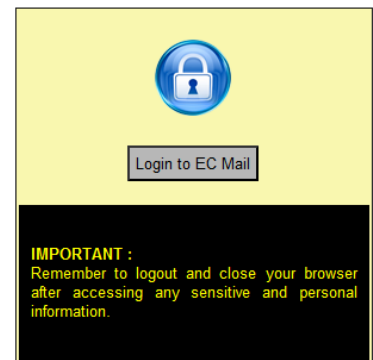 Login to EC Mail
IMPORTANT :
Remember to logout and close your browser
after accessing any sensitive and personal
information.